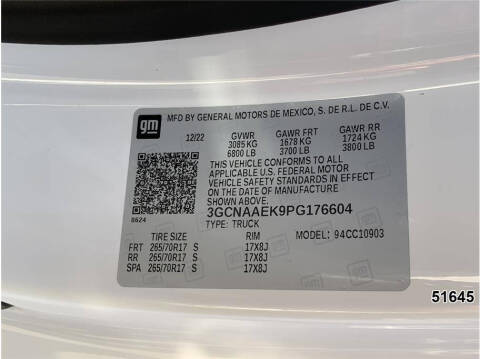 gm
MFD BY GENERAL MOTORS DE MEXICO, S. DE R.L. DE C.V.
12/22 GVWR GAWR FRT GAWR RR
3085 KG 1678 KG 1724 KG
6800 LB 3700 LB 3800 LB
THIS VEHICLE CONFORMS TO ALL
APPLICABLE U.S. FEDERAL MOTOR
VEHICLE SAFETY STANDARDS IN EFFECT
ON THE DATE OF MANUFACTURE SHOWN ABOVE.
3GCNAAEK9PG176604
8624 TYPE: TRUCK
TIRE SIZE RIM MODEL: 94CC10903
FRT 265/70R17 S 17X8J
RR 265/70R17 S 17X8J
SPA 265/70R17 S 17X8J
51645